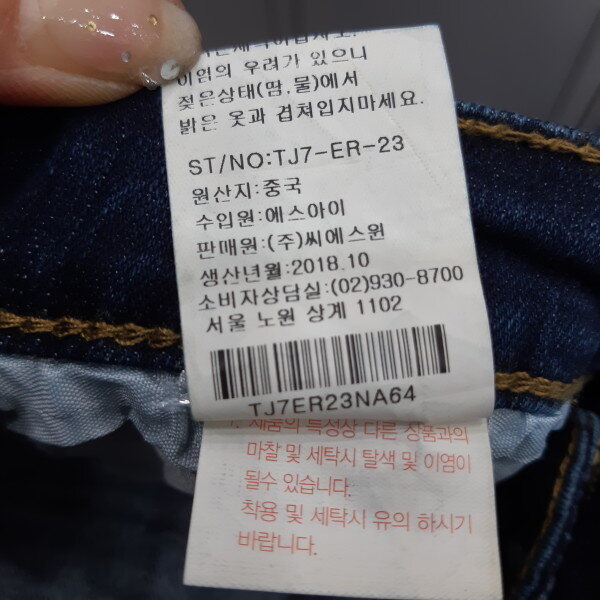 이염의 우려가 있으니
젖은상태(땀,물)에서
밝은 옷과 겹쳐입지마세요.
ST/NO:TJ7-ER-23
원산지:중국
수입원:에스아이
판매원:(주)씨에스윈
생산년월:2018.10
소비자상담실:(02)930-8700
서울 노원 상계 1102
TJ7ER23NA64
1. 제품의 특성상 다른 상품과의
마찰 및 세탁시 탈색 및 이염이
될수 있습니다.
착용 및 세탁시 유의 하시기
바랍니다.